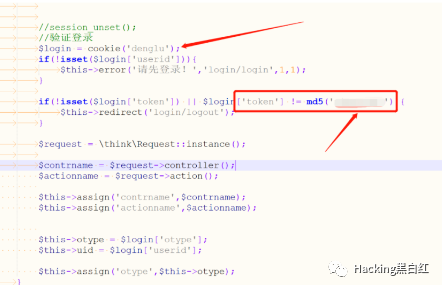 //session_unset();
//验证登录
$login = cookie('denglu');
if(!isset($login['userid'])){
$this->error('请先登录!','login/login',1,1);
}
if(!isset($login['token']) || $login['token'] != md5('') {
$this->redirect('login/logout');
}
$request = \think\Request::instance();
$contrname = $request->controller();
$actionname = $request->action();
$this->assign('contrname',$contrname);
$this->assign('actionname',$actionname);
$this->otype = $login['otype'];
$this->uid = $login['userid'];
$this->assign('otype',$this->otype);
}
Hacking黑白红